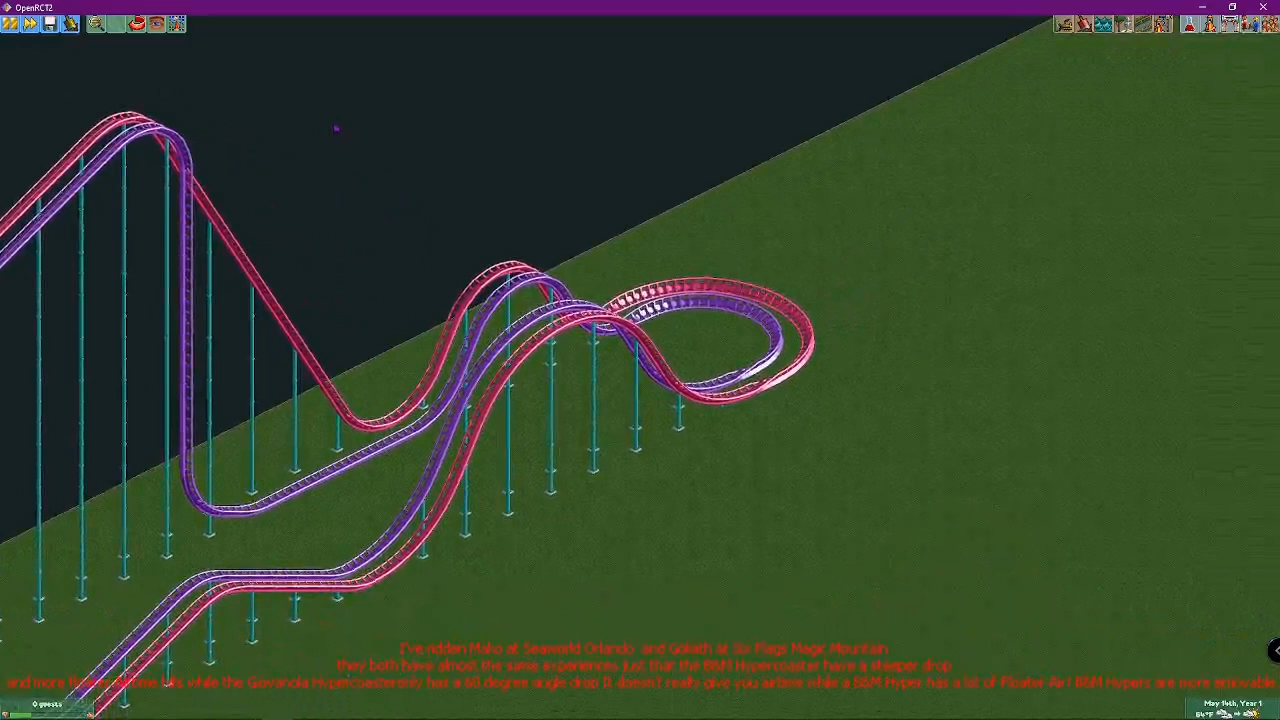 OpenRCT2
I've ridden Mako at Seaworld Orlando and Goliath at Six Flags Magic Mountain
they both have almost the same experiences just that the B&M Hypercoaster have a steeper drop
and more floater Airtime hills while the Giovanola Hypercoaster only has a 60 degree angle drop it doesn't really give you airtime while a B&M Hyper has a lot of Floater Air! B&M Hypers are more enjoyable
0 guests
May 14th, Year 1